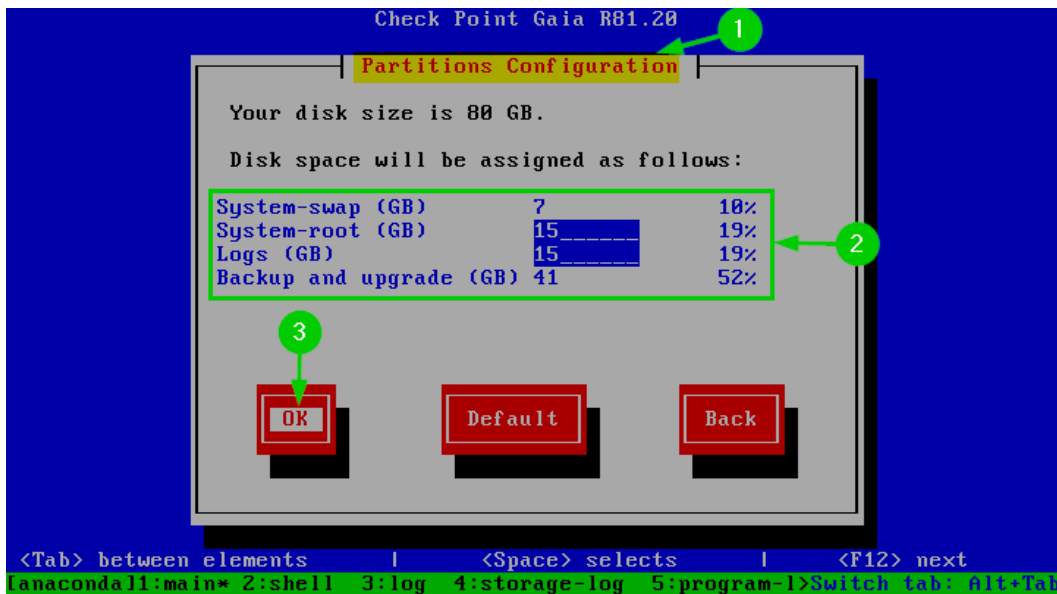 Check Point Gaia R81.20
1
Partitions Configuration
Your disk size is 80 GB.
Disk space will be assigned as follows:
System-swap (GB) 7 10%
System-root (GB) 15______ 19%
Logs (GB) 15______ 19%
Backup and upgrade (GB) 41 52%
2
3
OK Default Back
<Tab> between elements | <Space> selects | <F12> next
[anaconda]1:main* 2:shell 3:log 4:storage-log 5:program-l>Switch tab: Alt+Tab